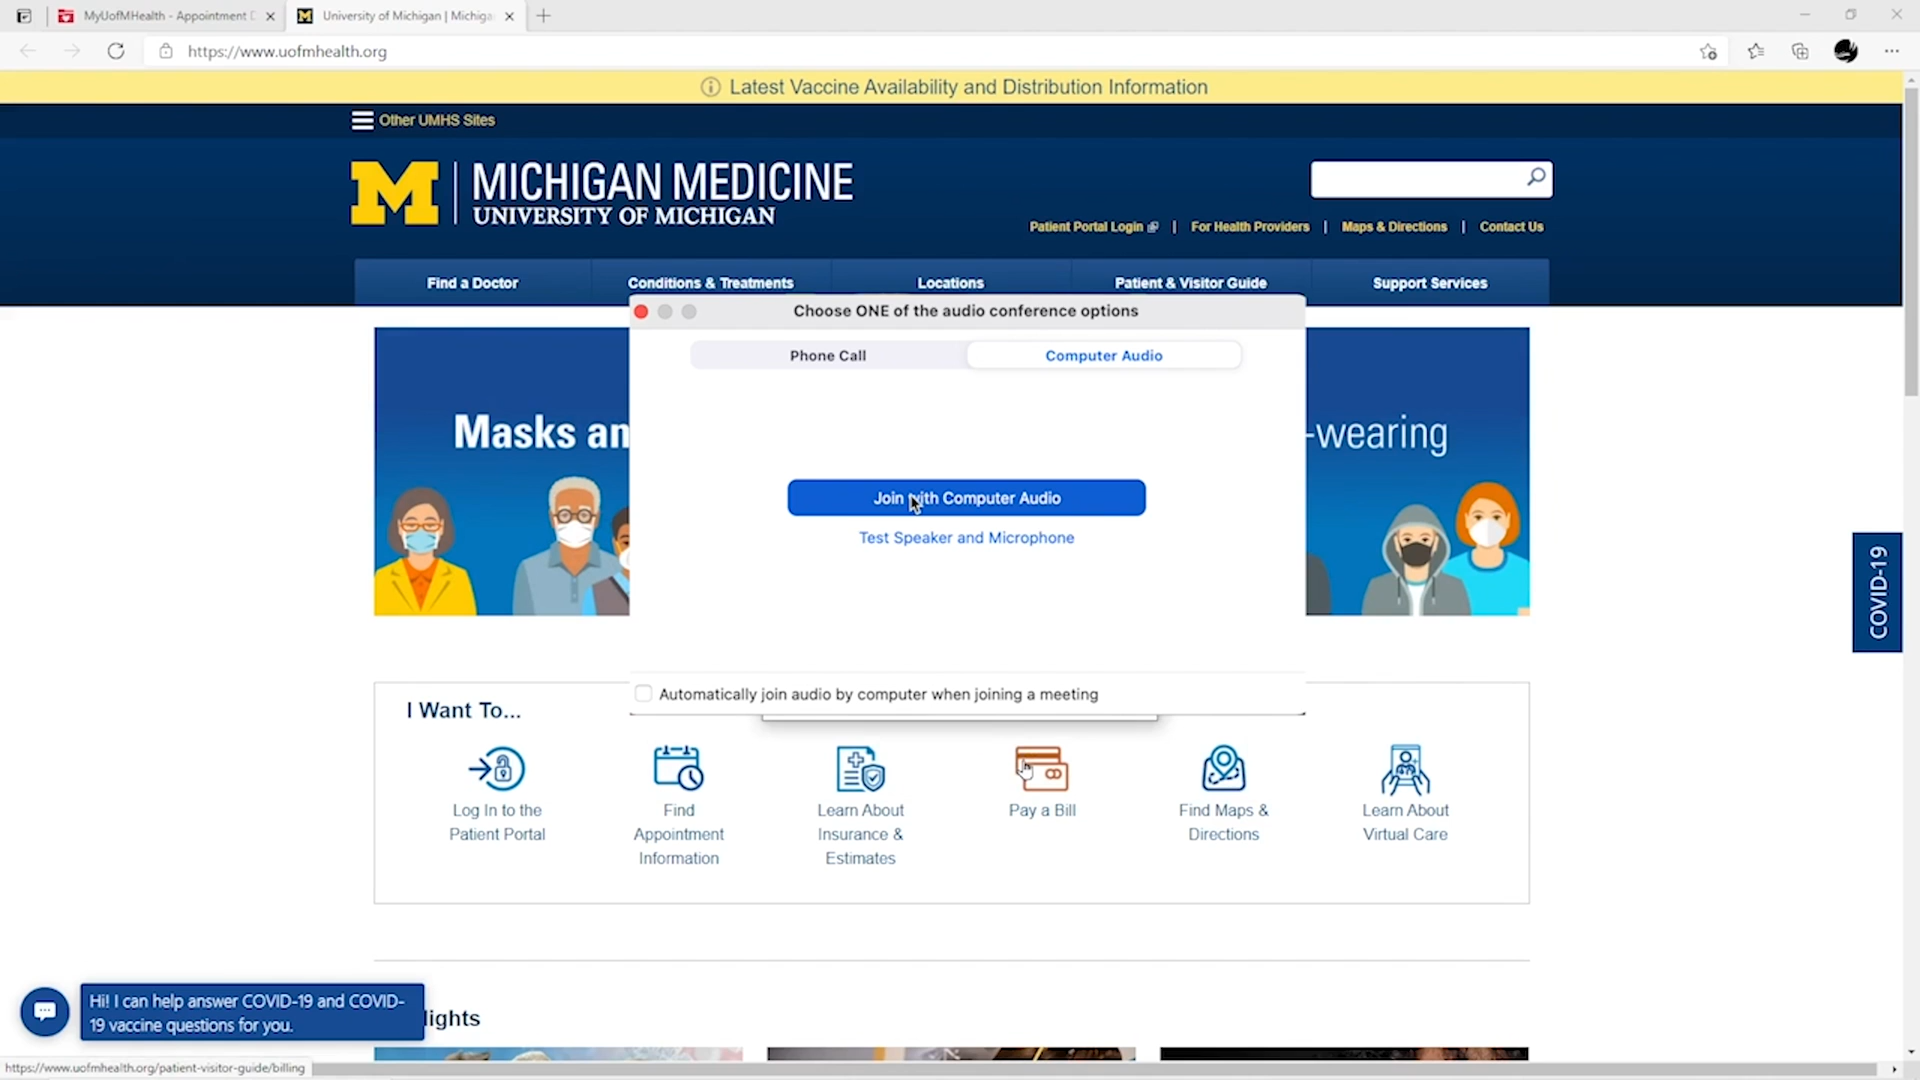 MyUofMHealth - Appointment D
University of Michigan | Michiga
https://www.uofmhealth.org
Latest Vaccine Availability and Distribution Information
Other UMHS Sites
M MICHIGAN MEDICINE
UNIVERSITY OF MICHIGAN
Patient Portal Login | For Health Providers | Maps & Directions | Contact Us
Find a Doctor
Conditions & Treatments
Locations
Patient & Visitor Guide
Support Services
Choose ONE of the audio conference options
Phone Call
Computer Audio
Masks an
-wearing
Join with Computer Audio
Test Speaker and Microphone
COVID-19
Automatically join audio by computer when joining a meeting
I Want To...
Log In to the
Patient Portal
Find
Appointment
Information
Learn About
Insurance &
Estimates
Pay a Bill
Find Maps &
Directions
Learn About
Virtual Care
Hi! I can help answer COVID-19 and COVID-
19 vaccine questions for you.
lights
https://www.uofmhealth.org/patient-visitor-guide/billing